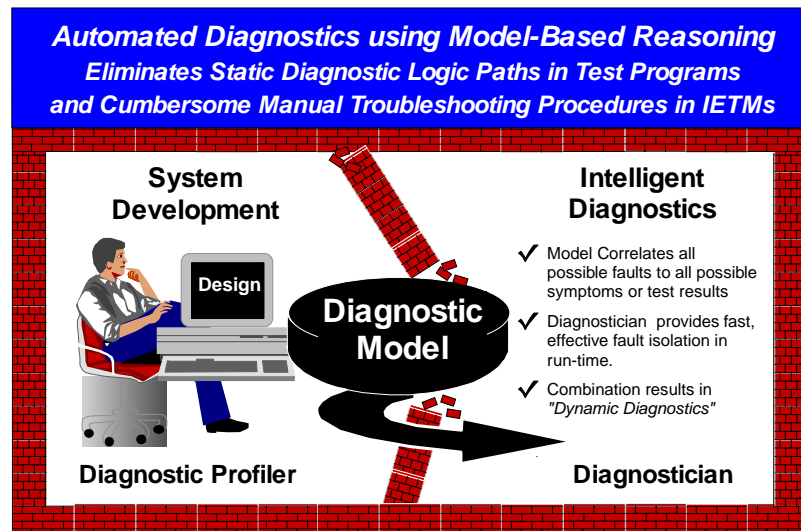 Automated Diagnostics using Model-Based Reasoning
Eliminates Static Diagnostic Logic Paths in Test Programs
and Cumbersome Manual Troubleshooting Procedures in IETMs
System
Development
Design
Diagnostic Profiler
Diagnostic
Model
Intelligent
Diagnostics
✓ Model Correlates all
possible faults to all possible
symptoms or test results
✓ Diagnostician provides fast,
effective fault isolation in
run-time.
✓ Combination results in
"Dynamic Diagnostics"
Diagnostician